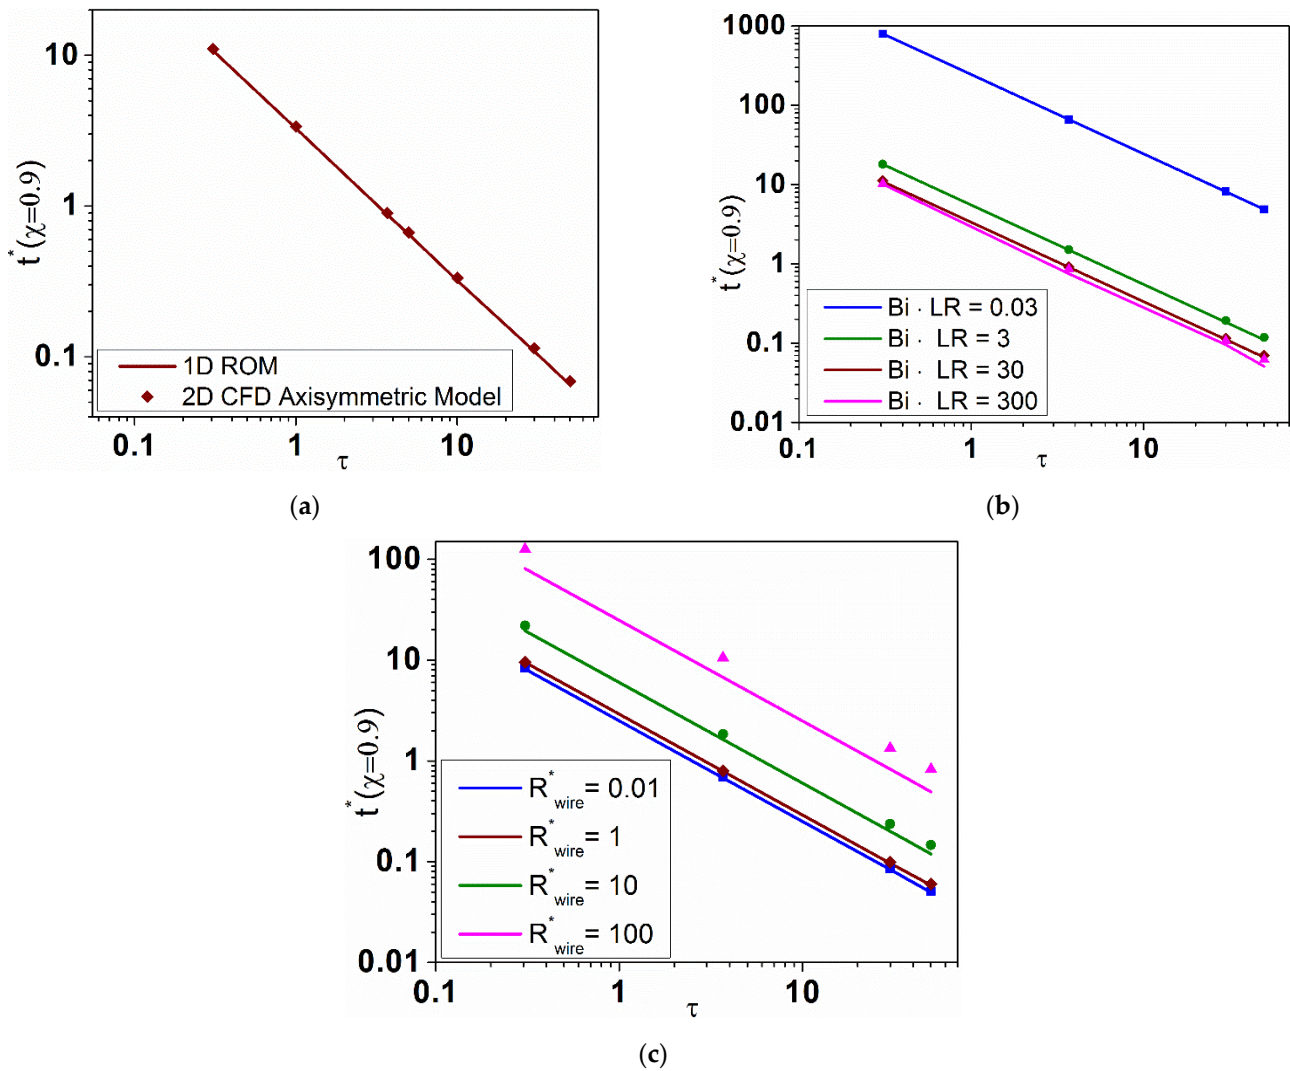 10
1
0.1
t*(χ=0.9)
1D ROM
2D CFD Axisymmetric Model
0.1 1 10
τ
(a)
1000
100
10
1
0.1
0.01
t*(χ=0.9)
Bi · LR = 0.03
Bi · LR = 3
Bi · LR = 30
Bi · LR = 300
0.1 1 10
τ
(b)
100
10
1
0.1
0.01
t*(χ=0.9)
R*wire = 0.01
R*wire = 1
R*wire = 10
R*wire = 100
0.1 1 10
τ
(c)